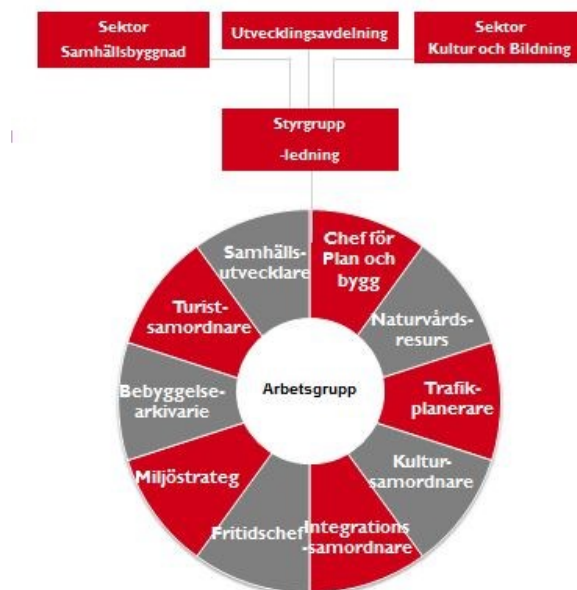 Sektor
Samhällsbyggnad
Utvecklingsavdelning
Sektor
Kultur och Bildning
Styrgrupp
-ledning
Chef för
Plan och
bygg
Naturvårds-
resurs
Trafik-
planerare
Kultur-
samordnare
Integrations
-samordnare
Fritidschef
Miljöstrateg
Bebyggelse-
arkivarie
Turist-
samordnare
Samhälls-
utvecklare
Arbetsgrupp